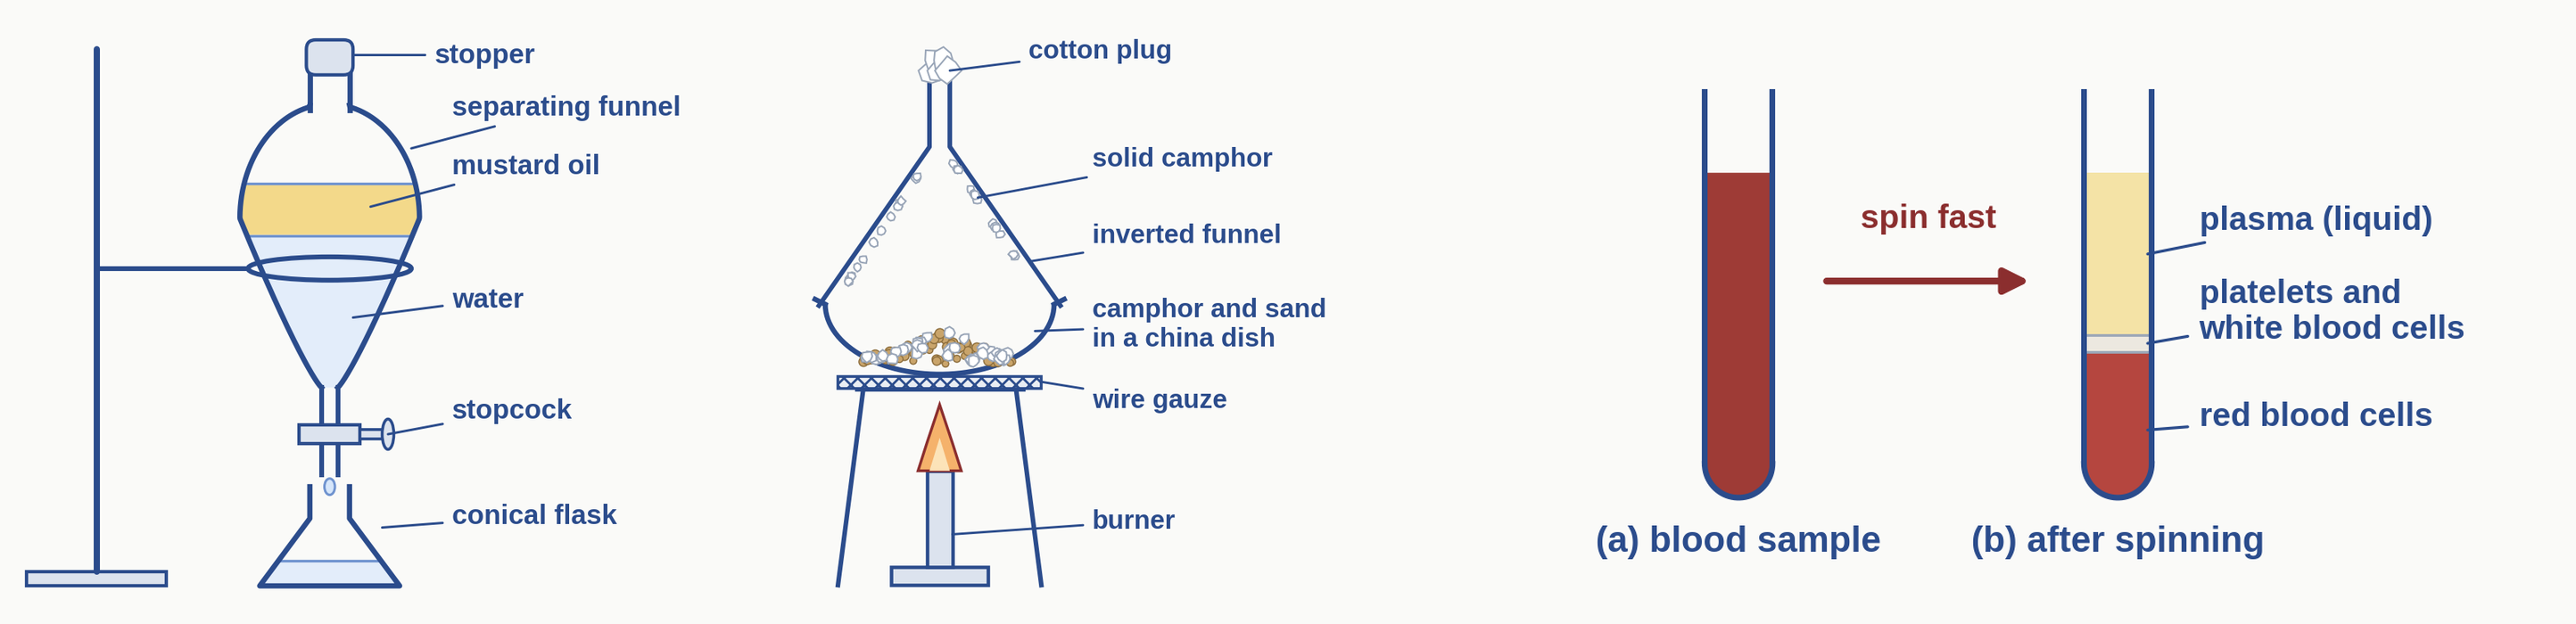 stopper
separating funnel
mustard oil
water
stopcock
conical flask
cotton plug
solid camphor
inverted funnel
camphor and sand
in a china dish
wire gauze
burner
spin fast
plasma (liquid)
platelets and
white blood cells
red blood cells
(a) blood sample
(b) after spinning